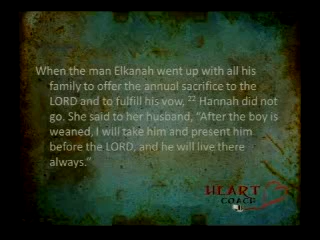 When the man Elkanah went up with all his
family to offer the annual sacrifice to the
LORD and to fulfill his vow, 22 Hannah did not
go. She said to her husband, “After the boy is
weaned, I will take him and present him
before the LORD, and he will live there
always.”
HEART
COACH